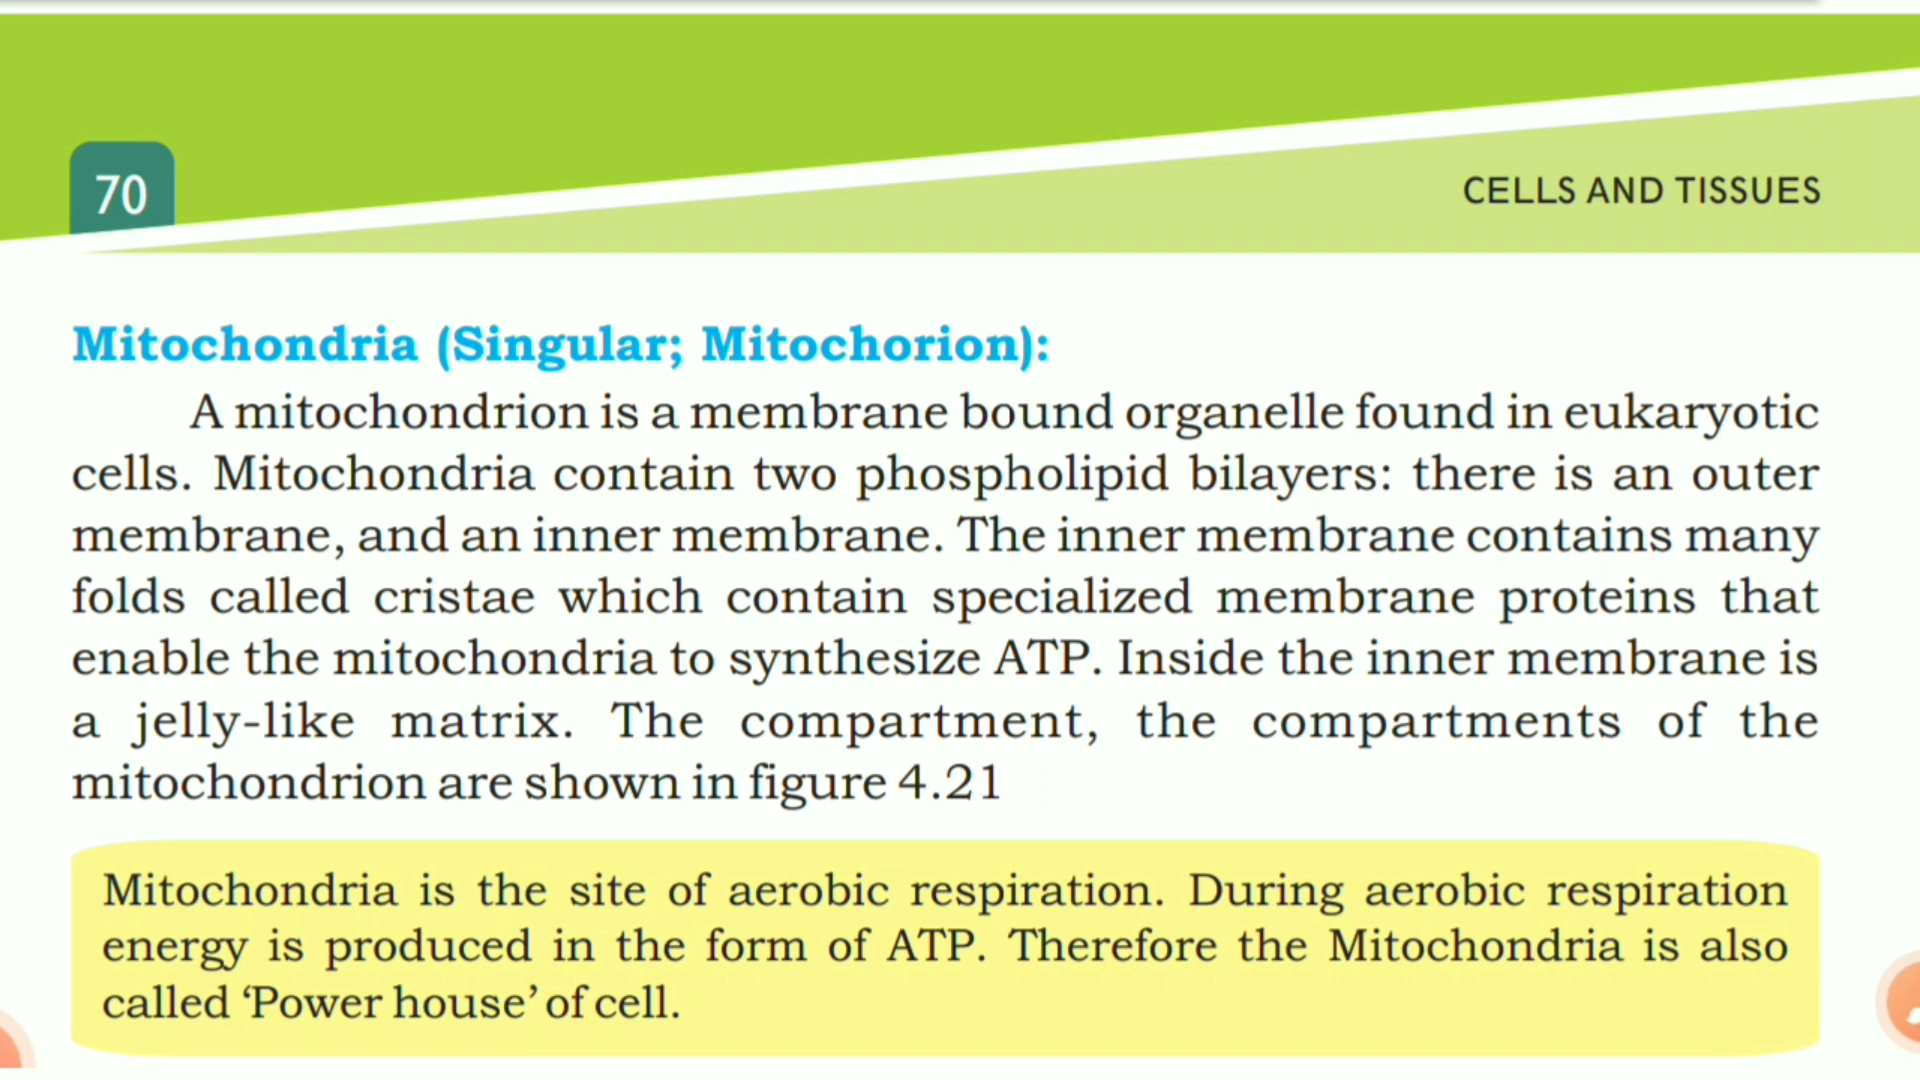 70
CELLS AND TISSUES
Mitochondria (Singular; Mitochorion):
A mitochondrion is a membrane bound organelle found in eukaryotic
cells. Mitochondria contain two phospholipid bilayers: there is an outer
membrane, and an inner membrane. The inner membrane contains many
folds called cristae which contain specialized membrane proteins that
enable the mitochondria to synthesize ATP. Inside the inner membrane is
a jelly-like matrix. The compartment, the compartments of the
mitochondrion are shown in figure 4.21
Mitochondria is the site of aerobic respiration. During aerobic respiration
energy is produced in the form of ATP. Therefore the Mitochondria is also
called ‘Power house’ of cell.